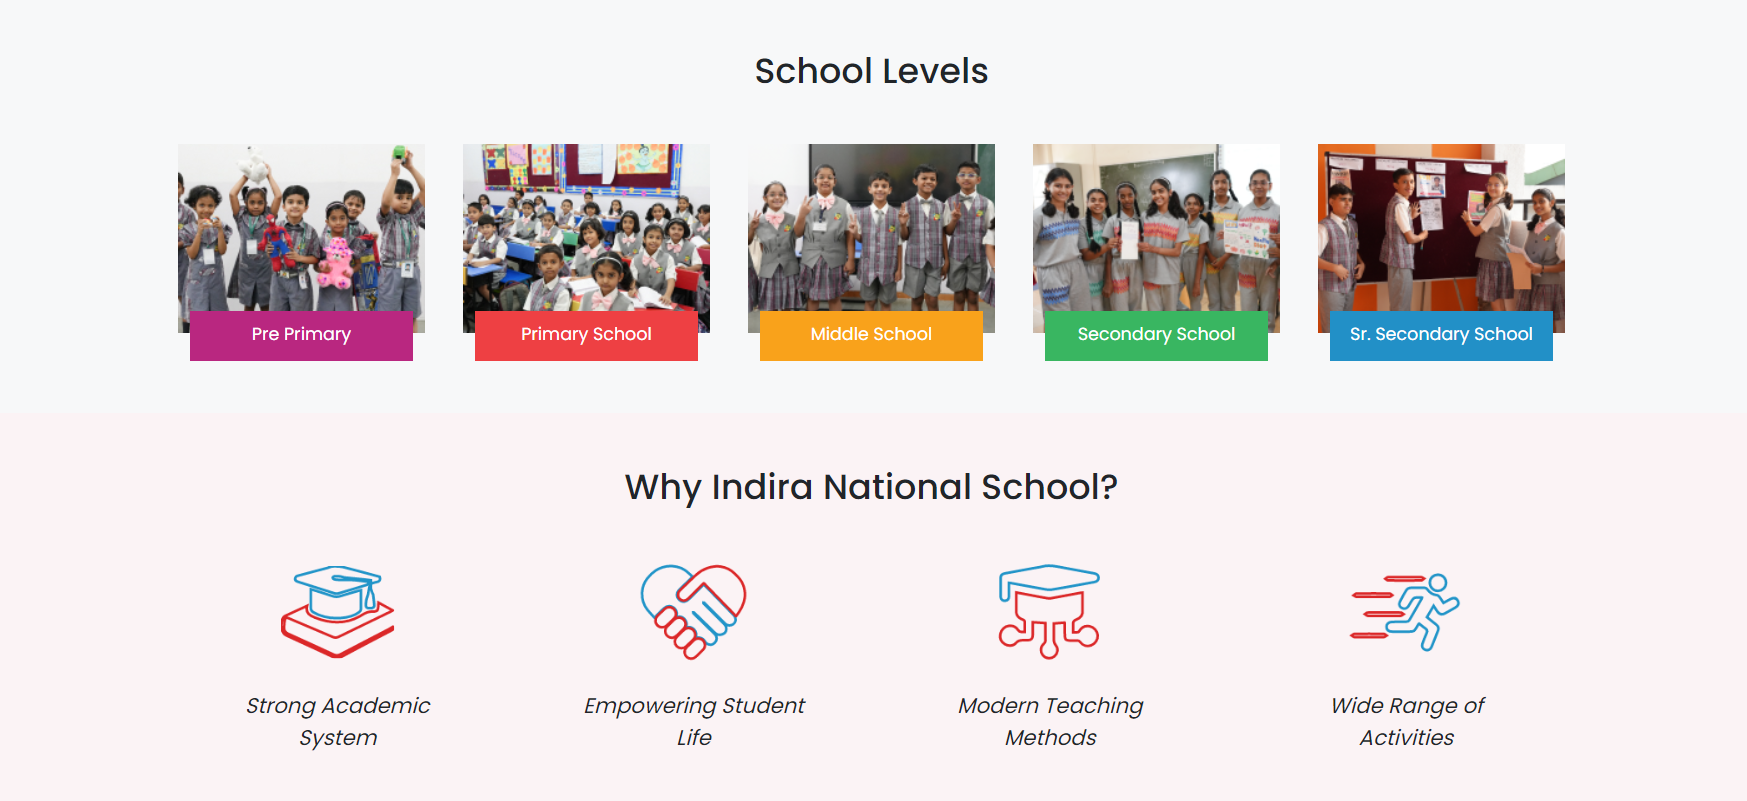 School Levels
Pre Primary
Primary School
Middle School
Secondary School
Sr. Secondary School
Why Indira National School?
Strong Academic
System
Empowering Student
Life
Modern Teaching
Methods
Wide Range of
Activities